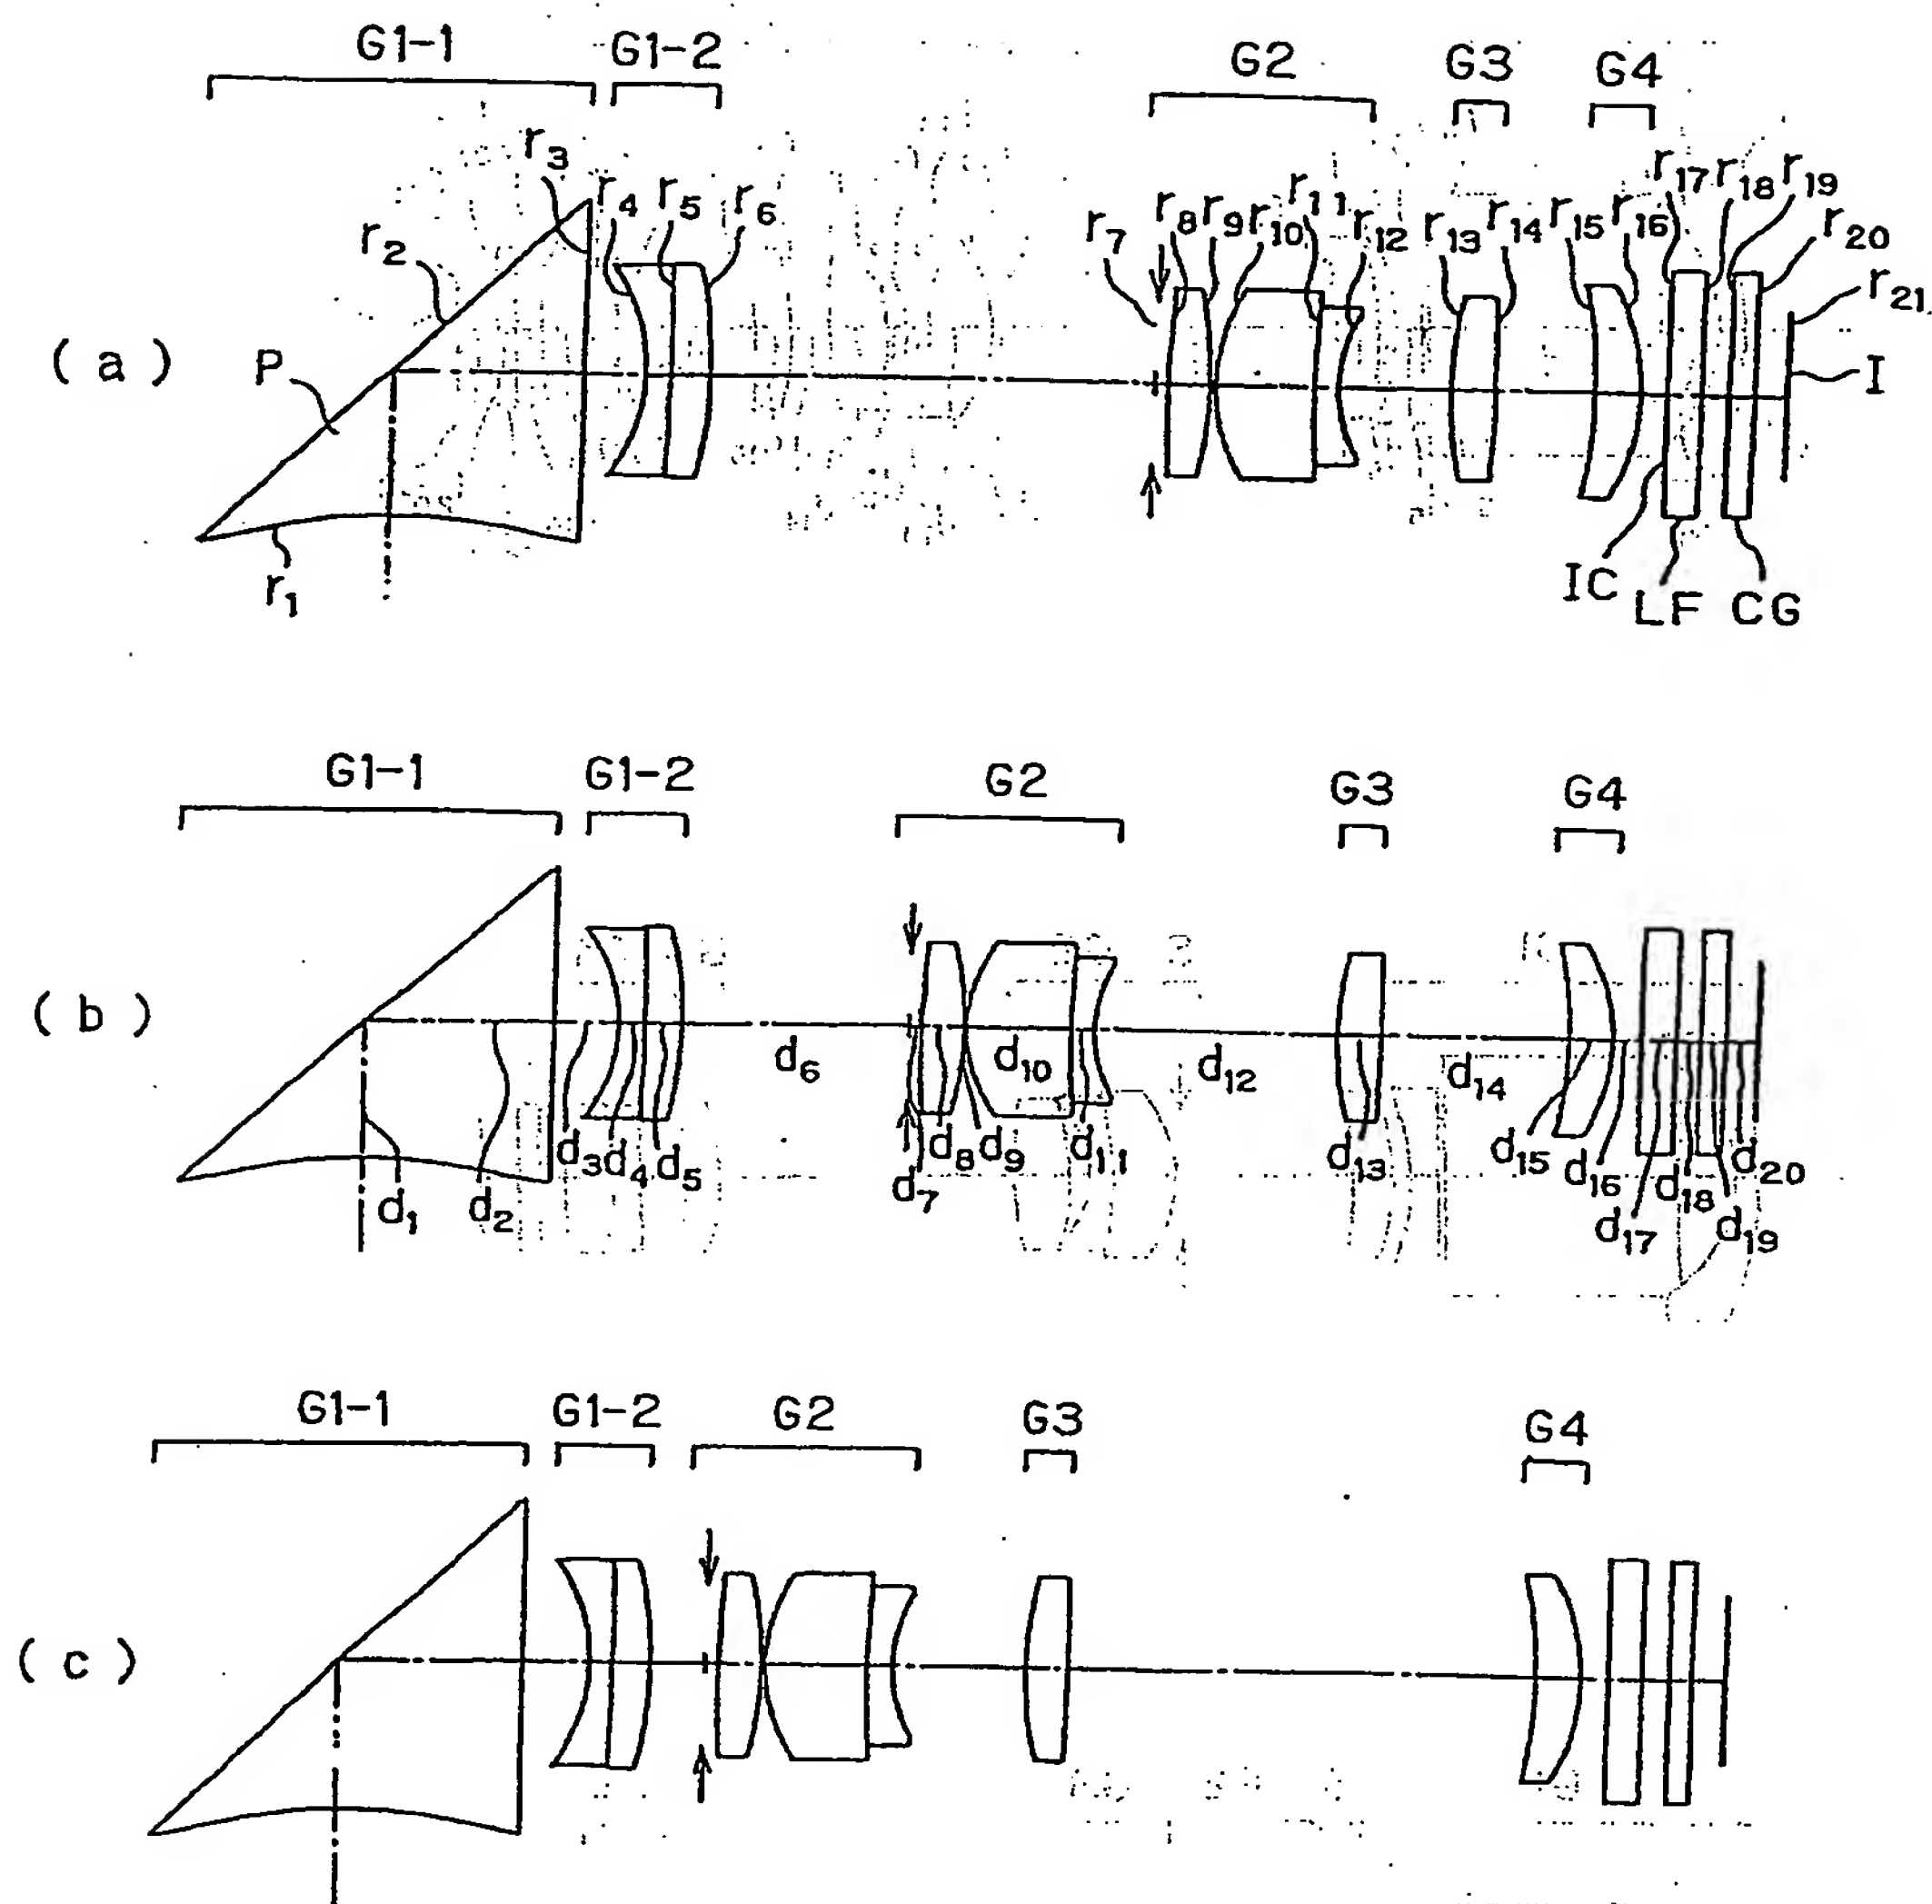 G1-1 G1-2 G2 G3 G4
r3 r4 r5 r6 r17 r18 r19
r2 r7 r8 r9 r10 r11 r12 r13 r14 r15 r16 r20
r21
(a) P I
r1 IC LF CG
G1-1 G1-2 G2 G3 G4
(b) d6 d10 d12 d14
d1 d2 d3 d4 d5 d7 d8 d9 d11 d13 d15 d16 d18 d20
d17 d19
G1-1 G1-2 G2 G3 G4
(c)